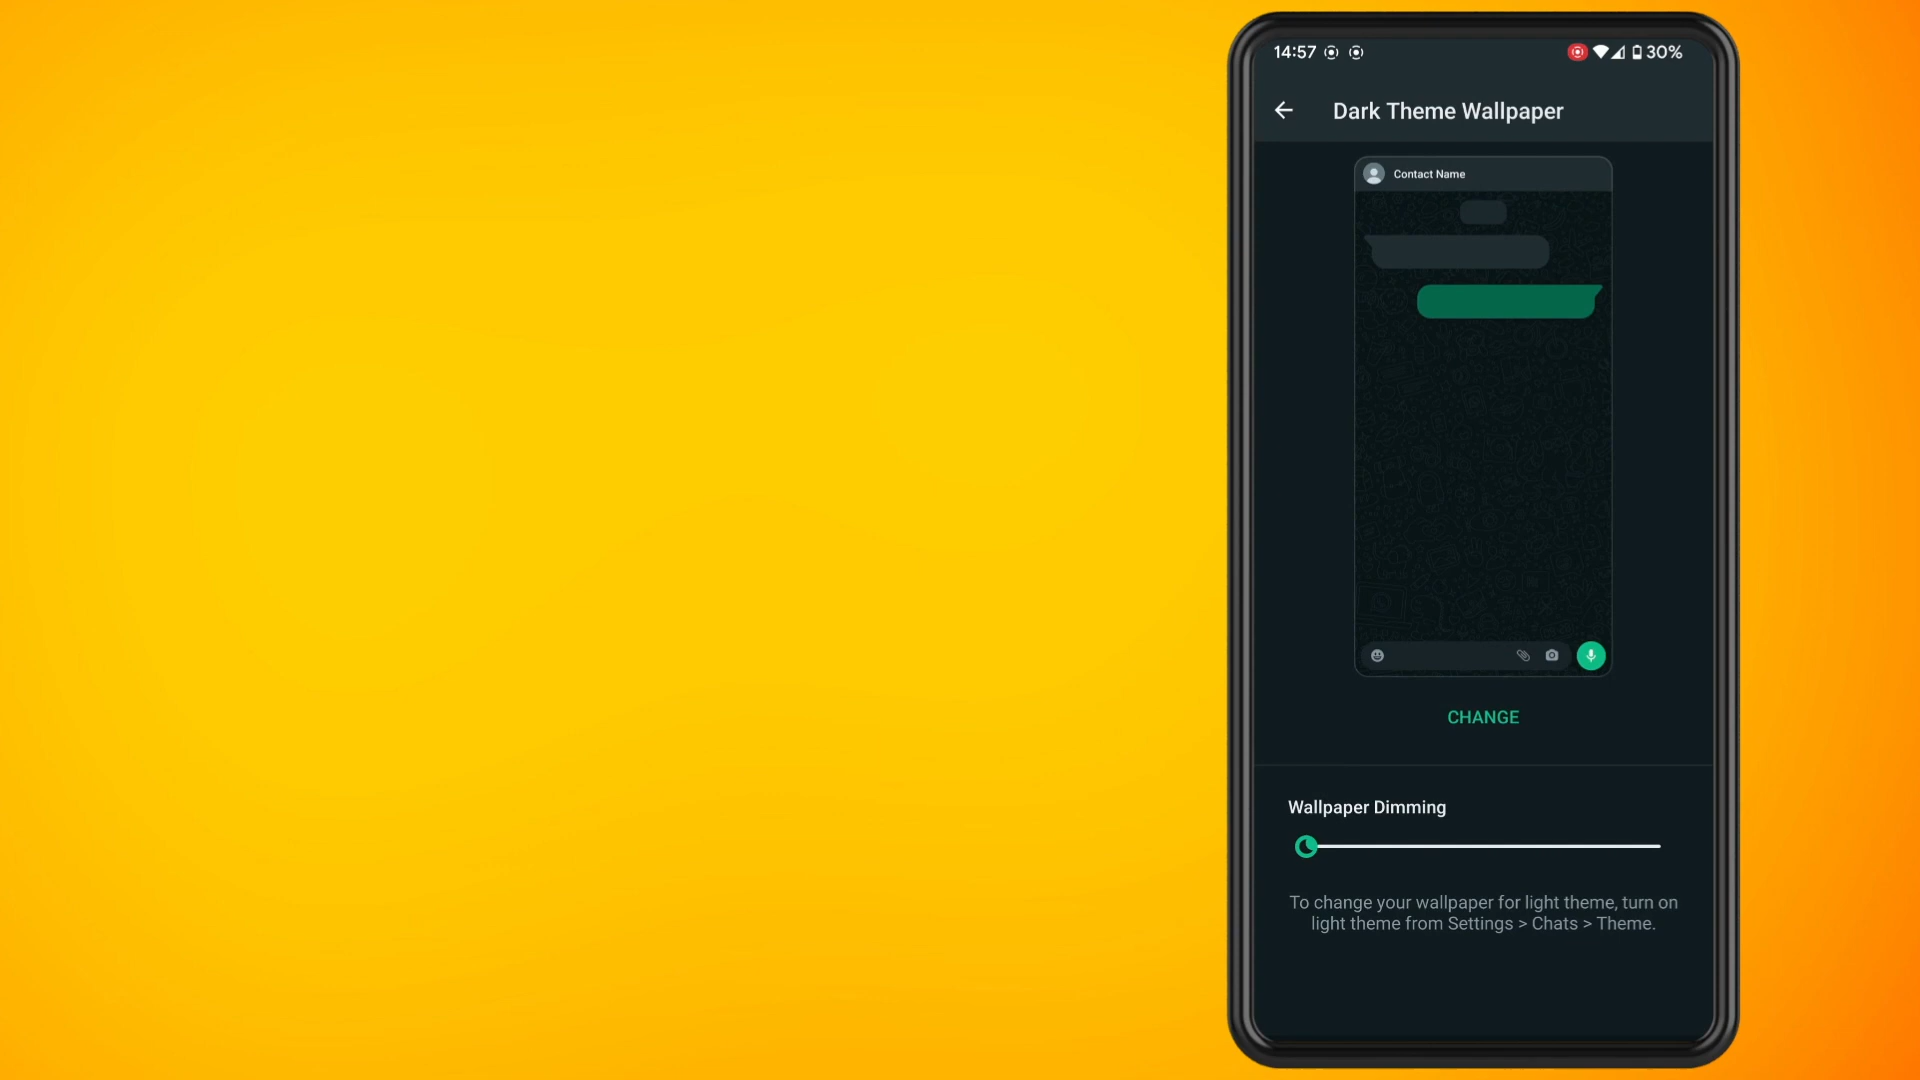 14:57 30%
Dark Theme Wallpaper
Contact Name
CHANGE
Wallpaper Dimming
To change your wallpaper for light theme, turn on
light theme from Settings > Chats > Theme.